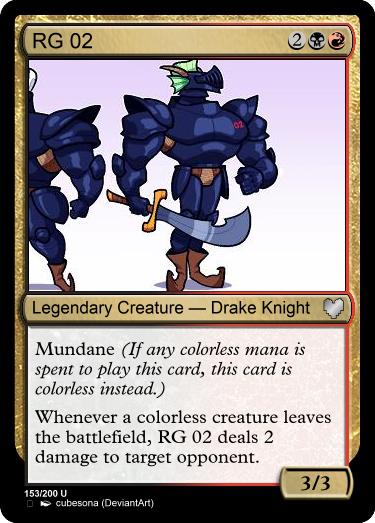 RG 02
2
02
Legendary Creature — Drake Knight
Mundane (If any colorless mana is
spent to play this card, this card is
colorless instead.)
Whenever a colorless creature leaves
the battlefield, RG 02 deals 2
damage to target opponent.
3/3
153/200 U
cubesona (DeviantArt)